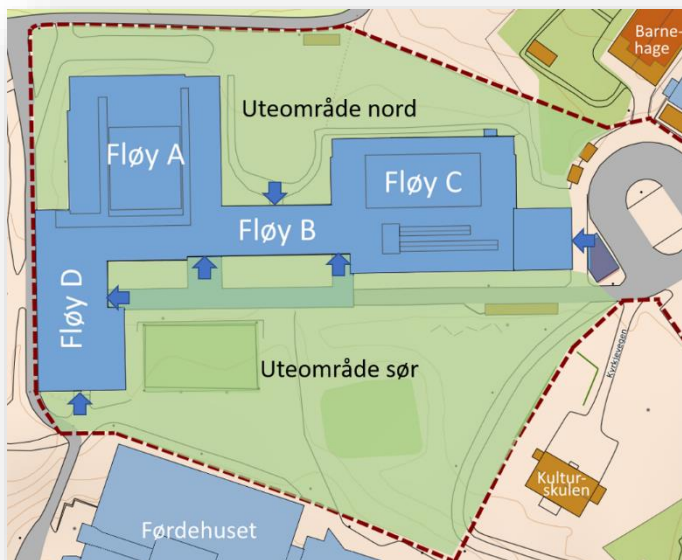 Barne-
hage
Uteområde nord
Fløy A
Fløy C
Fløy B
Fløy D
Uteområde sør
Kyrkjevegen
Kultur-
skulen
Førdehuset